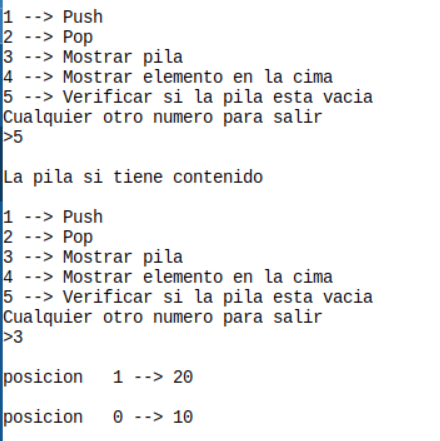 1 --> Push
2 --> Pop
3 --> Mostrar pila
4 --> Mostrar elemento en la cima
5 --> Verificar si la pila esta vacia
Cualquier otro numero para salir
>5
La pila si tiene contenido
1 --> Push
2 --> Pop
3 --> Mostrar pila
4 --> Mostrar elemento en la cima
5 --> Verificar si la pila esta vacia
Cualquier otro numero para salir
>3
posicion   1 --> 20
posicion   0 --> 10